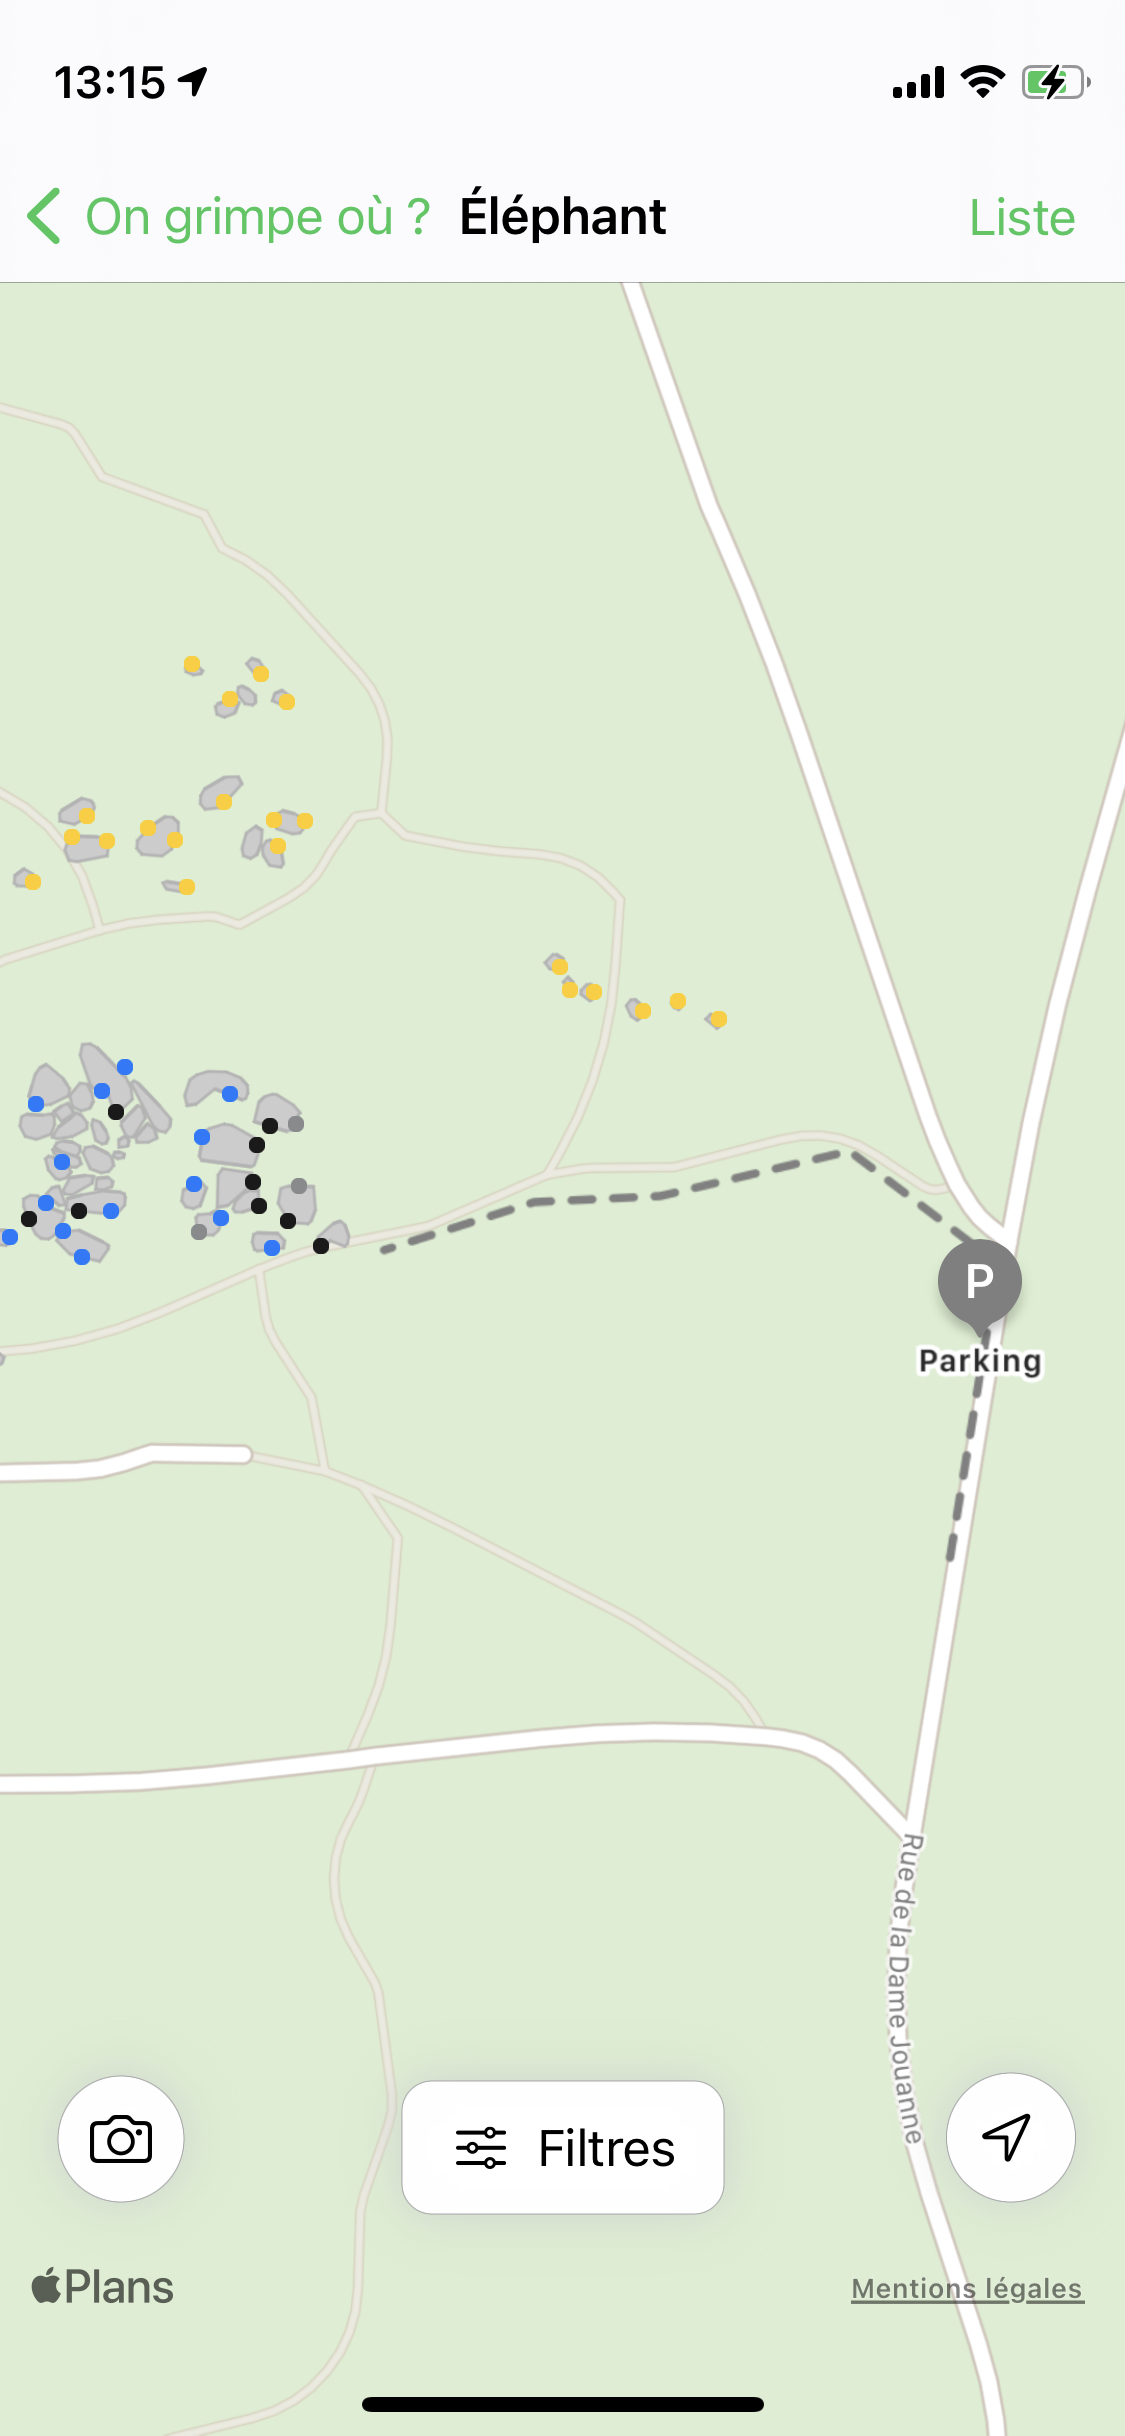 13:15
On grimpe où ? Éléphant Liste
P
Parking
Rue de la Dame Jouanne
Filtres
Plans
Mentions légales